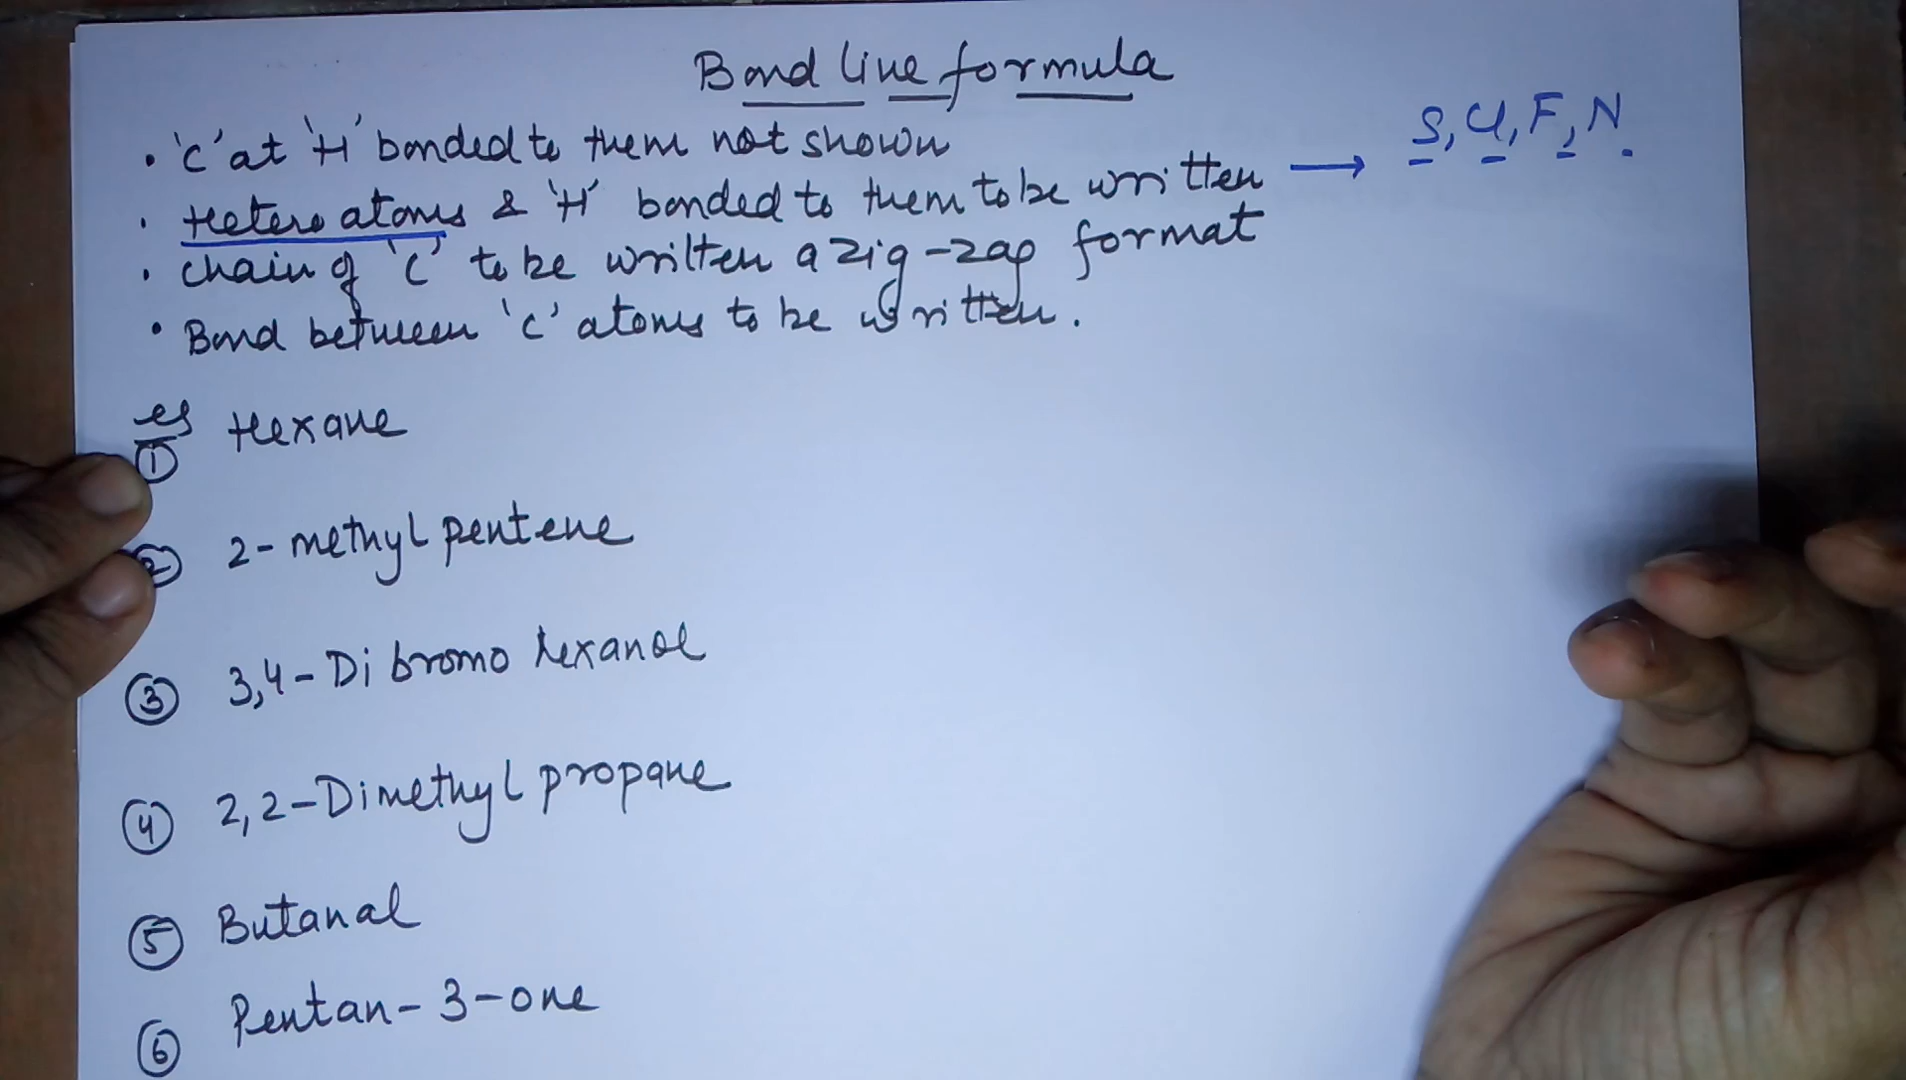 Bond line formula
• 'C' at 'H' bonded to them not shown
• Hetero atoms & 'H' bonded to them to be written → S, Cl, F, N.
• chain of 'C' to be written a zig-zag format
• Bond between 'C' atoms to be written.
eg
① Hexane
② 2-methyl pentene
③ 3,4-Di bromo hexanol
④ 2,2-Dimethyl propane
⑤ Butanal
⑥ Pentan-3-one